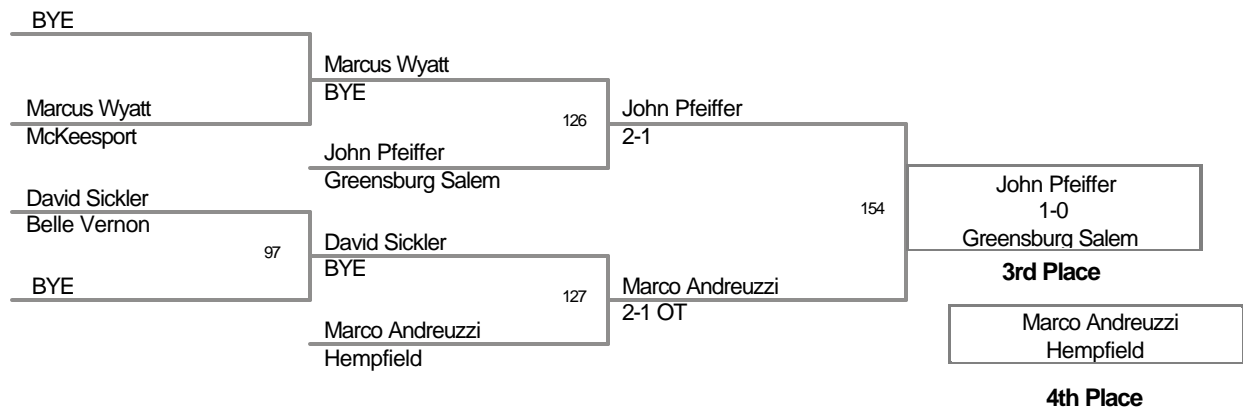 BYE
Marcus Wyatt
BYE
Marcus Wyatt
McKeesport
126
John Pfeiffer
2-1
John Pfeiffer
Greensburg Salem
David Sickler
Belle Vernon
97
David Sickler
BYE
BYE
127
Marco Andreuzzi
2-1 OT
Marco Andreuzzi
Hempfield
154
John Pfeiffer
1-0
Greensburg Salem
3rd Place
Marco Andreuzzi
Hempfield
4th Place